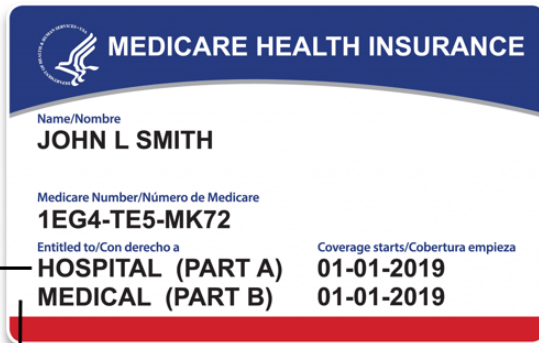 MEDICARE HEALTH INSURANCE
Name/Nombre
JOHN L SMITH
Medicare Number/Número de Medicare
1EG4-TE5-MK72
Entitled to/Con derecho a
Coverage starts/Cobertura empieza
HOSPITAL (PART A) 01-01-2019
MEDICAL (PART B) 01-01-2019